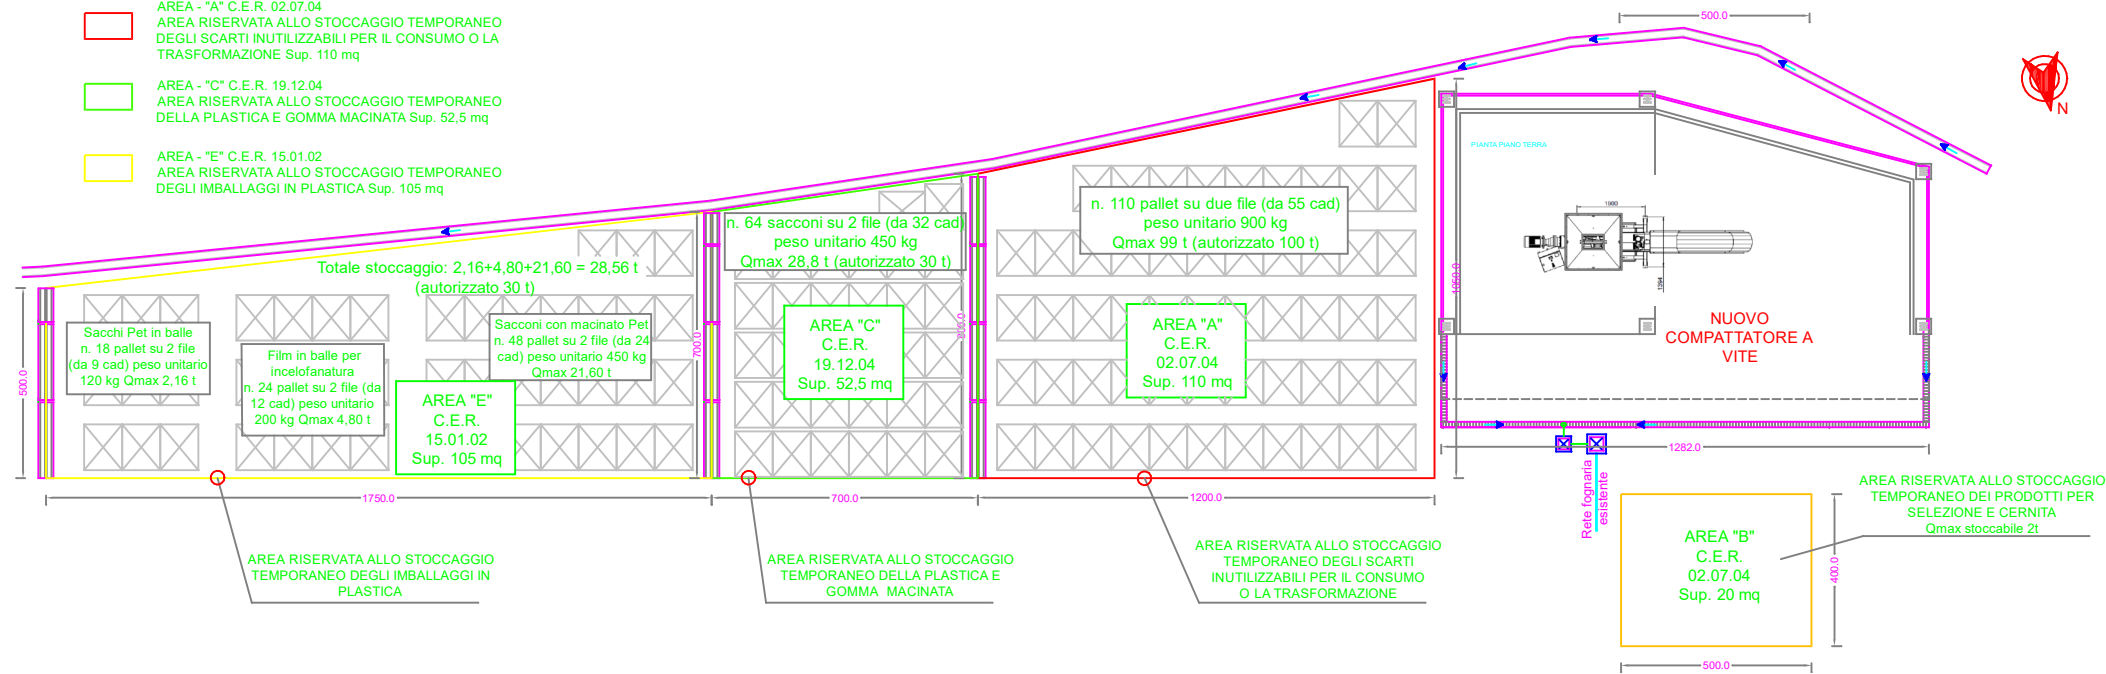 AREA - "A" C.E.R. 02.07.04
AREA RISERVATA ALLO STOCCAGGIO TEMPORANEO
DEGLI SCARTI INUTILIZZABILI PER IL CONSUMO O LA
TRASFORMAZIONE Sup. 110 mq
AREA - "C" C.E.R. 19.12.04
AREA RISERVATA ALLO STOCCAGGIO TEMPORANEO
DELLA PLASTICA E GOMMA MACINATA Sup. 52,5 mq
AREA - "E" C.E.R. 15.01.02
AREA RISERVATA ALLO STOCCAGGIO TEMPORANEO
DEGLI IMBALLAGGI IN PLASTICA Sup. 105 mq
500.0
N
PIANTA PIANO TERRA
n. 110 pallet su due file (da 55 cad)
peso unitario 900 kg
Qmax 99 t (autorizzato 100 t)
n. 64 sacconi su 2 file (da 32 cad)
peso unitario 450 kg
Qmax 28,8 t (autorizzato 30 t)
Totale stoccaggio: 2,16+4,80+21,60 = 28,56 t
(autorizzato 30 t)
Sacchi Pet in balle
n. 18 pallet su 2 file
(da 9 cad) peso unitario
120 kg Qmax 2,16 t
Film in balle per
incelofanatura
n. 24 pallet su 2 file (da
12 cad) peso unitario
200 kg Qmax 4,80 t
Sacconi con macinato Pet
n. 48 pallet su 2 file (da 24
cad) peso unitario 450 kg
Qmax 21,60 t
AREA "E"
C.E.R.
15.01.02
Sup. 105 mq
AREA "C"
C.E.R.
19.12.04
Sup. 52,5 mq
AREA "A"
C.E.R.
02.07.04
Sup. 110 mq
NUOVO
COMPATTATORE A
VITE
500.0
700.0
1050.0
1900
1294
1750.0
700.0
1200.0
1282.0
Rete fognaria
esistente
AREA RISERVATA ALLO STOCCAGGIO
TEMPORANEO DEGLI IMBALLAGGI IN
PLASTICA
AREA RISERVATA ALLO STOCCAGGIO
TEMPORANEO DELLA PLASTICA E
GOMMA MACINATA
AREA RISERVATA ALLO STOCCAGGIO
TEMPORANEO DEGLI SCARTI
INUTILIZZABILI PER IL CONSUMO
O LA TRASFORMAZIONE
AREA RISERVATA ALLO STOCCAGGIO
TEMPORANEO DEI PRODOTTI PER
SELEZIONE E CERNITA
Qmax stoccabile 2t
AREA "B"
C.E.R.
02.07.04
Sup. 20 mq
400.0
500.0